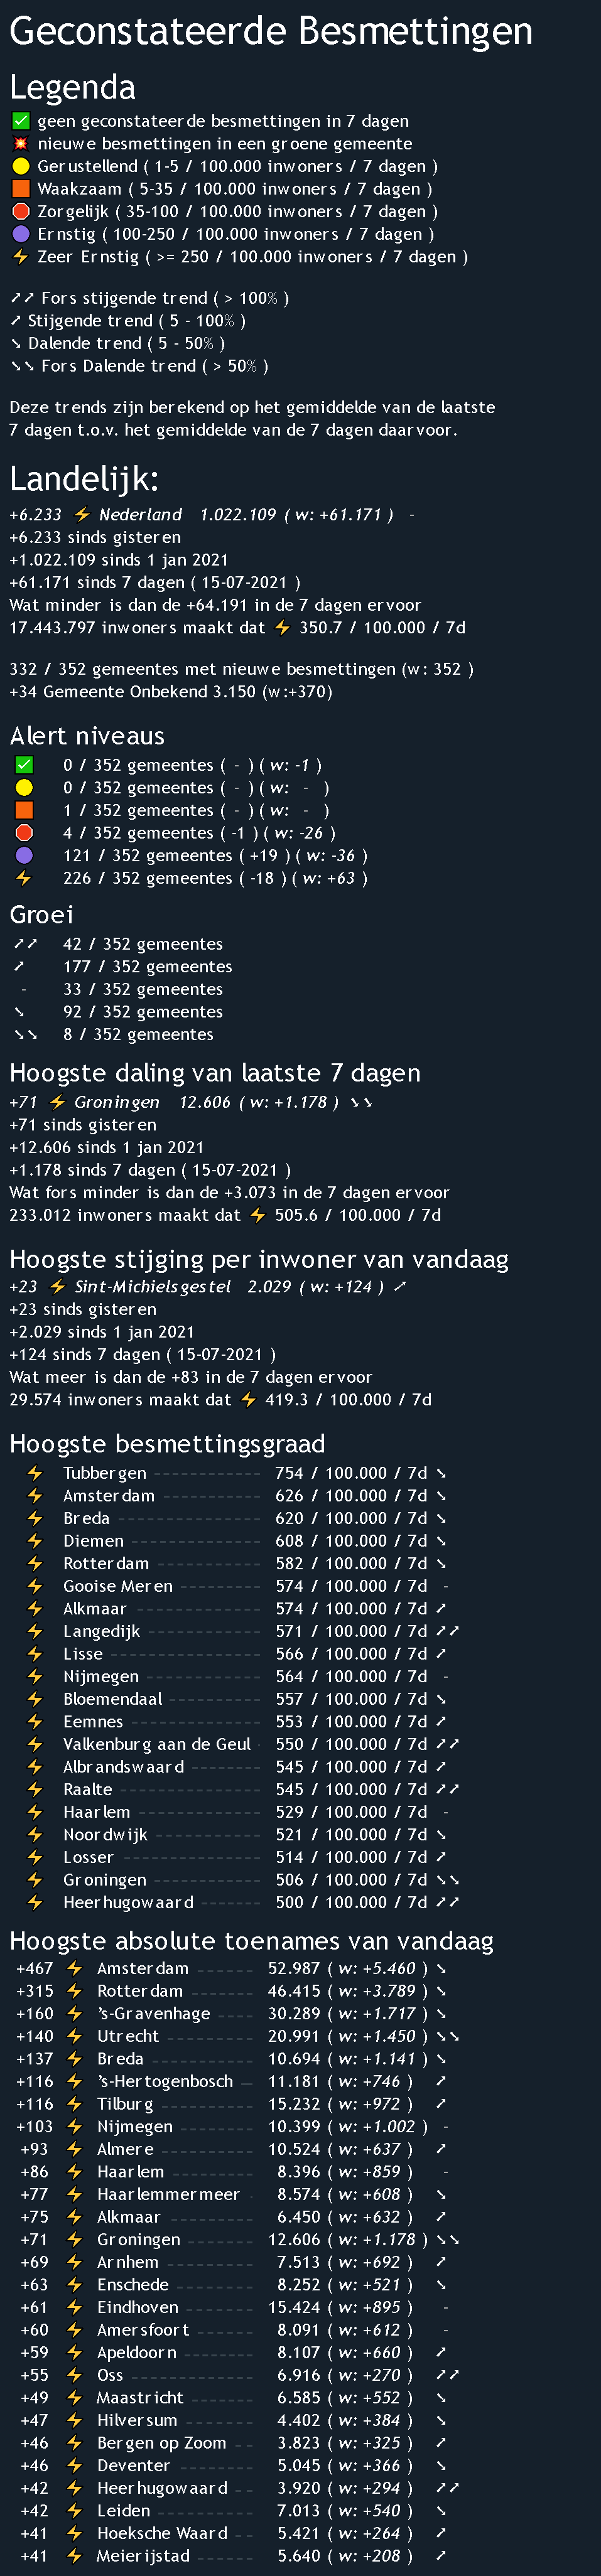 Geconstateerde Besmettingen
Legenda
✅ geen geconstateerde besmettingen in 7 dagen
💥 nieuwe besmettingen in een groene gemeente
🟡 Gerustellend ( 1-5 / 100.000 inwoners / 7 dagen )
🟧 Waakzaam ( 5-35 / 100.000 inwoners / 7 dagen )
🛑 Zorgelijk ( 35-100 / 100.000 inwoners / 7 dagen )
🟣 Ernstig ( 100-250 / 100.000 inwoners / 7 dagen )
⚡ Zeer Ernstig ( >= 250 / 100.000 inwoners / 7 dagen )
➚➚ Fors stijgende trend ( > 100% )
➚ Stijgende trend ( 5 - 100% )
➘ Dalende trend ( 5 - 50% )
➘➘ Fors Dalende trend ( > 50% )
Deze trends zijn berekend op het gemiddelde van de laatste
7 dagen t.o.v. het gemiddelde van de 7 dagen daarvoor.
Landelijk:
+6.233 ⚡ Nederland 1.022.109 ( w: +61.171 ) -
+6.233 sinds gisteren
+1.022.109 sinds 1 jan 2021
+61.171 sinds 7 dagen ( 15-07-2021 )
Wat minder is dan de +64.191 in de 7 dagen ervoor
17.443.797 inwoners maakt dat ⚡ 350.7 / 100.000 / 7d
332 / 352 gemeentes met nieuwe besmettingen (w: 352 )
+34 Gemeente Onbekend 3.150 (w:+370)
Alert niveaus
✅ 0 / 352 gemeentes ( - ) ( w: -1 )
🟡 0 / 352 gemeentes ( - ) ( w: - )
🟧 1 / 352 gemeentes ( - ) ( w: - )
🛑 4 / 352 gemeentes ( -1 ) ( w: -26 )
🟣 121 / 352 gemeentes ( +19 ) ( w: -36 )
⚡ 226 / 352 gemeentes ( -18 ) ( w: +63 )
Groei
➚➚ 42 / 352 gemeentes
➚ 177 / 352 gemeentes
- 33 / 352 gemeentes
➘ 92 / 352 gemeentes
➘➘ 8 / 352 gemeentes
Hoogste daling van laatste 7 dagen
+71 ⚡ Groningen 12.606 ( w: +1.178 ) ➘➘
+71 sinds gisteren
+12.606 sinds 1 jan 2021
+1.178 sinds 7 dagen ( 15-07-2021 )
Wat fors minder is dan de +3.073 in de 7 dagen ervoor
233.012 inwoners maakt dat ⚡ 505.6 / 100.000 / 7d
Hoogste stijging per inwoner van vandaag
+23 ⚡ Sint-Michielsgestel 2.029 ( w: +124 ) ➚
+23 sinds gisteren
+2.029 sinds 1 jan 2021
+124 sinds 7 dagen ( 15-07-2021 )
Wat meer is dan de +83 in de 7 dagen ervoor
29.574 inwoners maakt dat ⚡ 419.3 / 100.000 / 7d
Hoogste besmettingsgraad
⚡ Tubbergen 754 / 100.000 / 7d ➘
⚡ Amsterdam 626 / 100.000 / 7d ➘
⚡ Breda 620 / 100.000 / 7d ➘
⚡ Diemen 608 / 100.000 / 7d ➘
⚡ Rotterdam 582 / 100.000 / 7d ➘
⚡ Gooise Meren 574 / 100.000 / 7d -
⚡ Alkmaar 574 / 100.000 / 7d ➚
⚡ Langedijk 571 / 100.000 / 7d ➚➚
⚡ Lisse 566 / 100.000 / 7d ➚
⚡ Nijmegen 564 / 100.000 / 7d -
⚡ Bloemendaal 557 / 100.000 / 7d ➘
⚡ Eemnes 553 / 100.000 / 7d ➚
⚡ Valkenburg aan de Geul 550 / 100.000 / 7d ➚➚
⚡ Albrandswaard 545 / 100.000 / 7d ➚
⚡ Raalte 545 / 100.000 / 7d ➚➚
⚡ Haarlem 529 / 100.000 / 7d -
⚡ Noordwijk 521 / 100.000 / 7d ➘
⚡ Losser 514 / 100.000 / 7d ➚
⚡ Groningen 506 / 100.000 / 7d ➘➘
⚡ Heerhugowaard 500 / 100.000 / 7d ➚➚
Hoogste absolute toenames van vandaag
+467 ⚡ Amsterdam 52.987 ( w: +5.460 ) ➘
+315 ⚡ Rotterdam 46.415 ( w: +3.789 ) ➘
+160 ⚡ 's-Gravenhage 30.289 ( w: +1.717 ) ➘
+140 ⚡ Utrecht 20.991 ( w: +1.450 ) ➘➘
+137 ⚡ Breda 10.694 ( w: +1.141 ) ➘
+116 ⚡ 's-Hertogenbosch 11.181 ( w: +746 ) ➚
+116 ⚡ Tilburg 15.232 ( w: +972 ) ➚
+103 ⚡ Nijmegen 10.399 ( w: +1.002 ) -
+93 ⚡ Almere 10.524 ( w: +637 ) ➚
+86 ⚡ Haarlem 8.396 ( w: +859 ) -
+77 ⚡ Haarlemmermeer 8.574 ( w: +608 ) ➘
+75 ⚡ Alkmaar 6.450 ( w: +632 ) ➚
+71 ⚡ Groningen 12.606 ( w: +1.178 ) ➘➘
+69 ⚡ Arnhem 7.513 ( w: +692 ) ➚
+63 ⚡ Enschede 8.252 ( w: +521 ) ➘
+61 ⚡ Eindhoven 15.424 ( w: +895 ) -
+60 ⚡ Amersfoort 8.091 ( w: +612 ) -
+59 ⚡ Apeldoorn 8.107 ( w: +660 ) ➚
+55 ⚡ Oss 6.916 ( w: +270 ) ➚➚
+49 ⚡ Maastricht 6.585 ( w: +552 ) ➘
+47 ⚡ Hilversum 4.402 ( w: +384 ) ➘
+46 ⚡ Bergen op Zoom 3.823 ( w: +325 ) ➚
+46 ⚡ Deventer 5.045 ( w: +366 ) ➘
+42 ⚡ Heerhugowaard 3.920 ( w: +294 ) ➚➚
+42 ⚡ Leiden 7.013 ( w: +540 ) ➘
+41 ⚡ Hoeksche Waard 5.421 ( w: +264 ) ➚
+41 ⚡ Meierijstad 5.640 ( w: +208 ) ➚